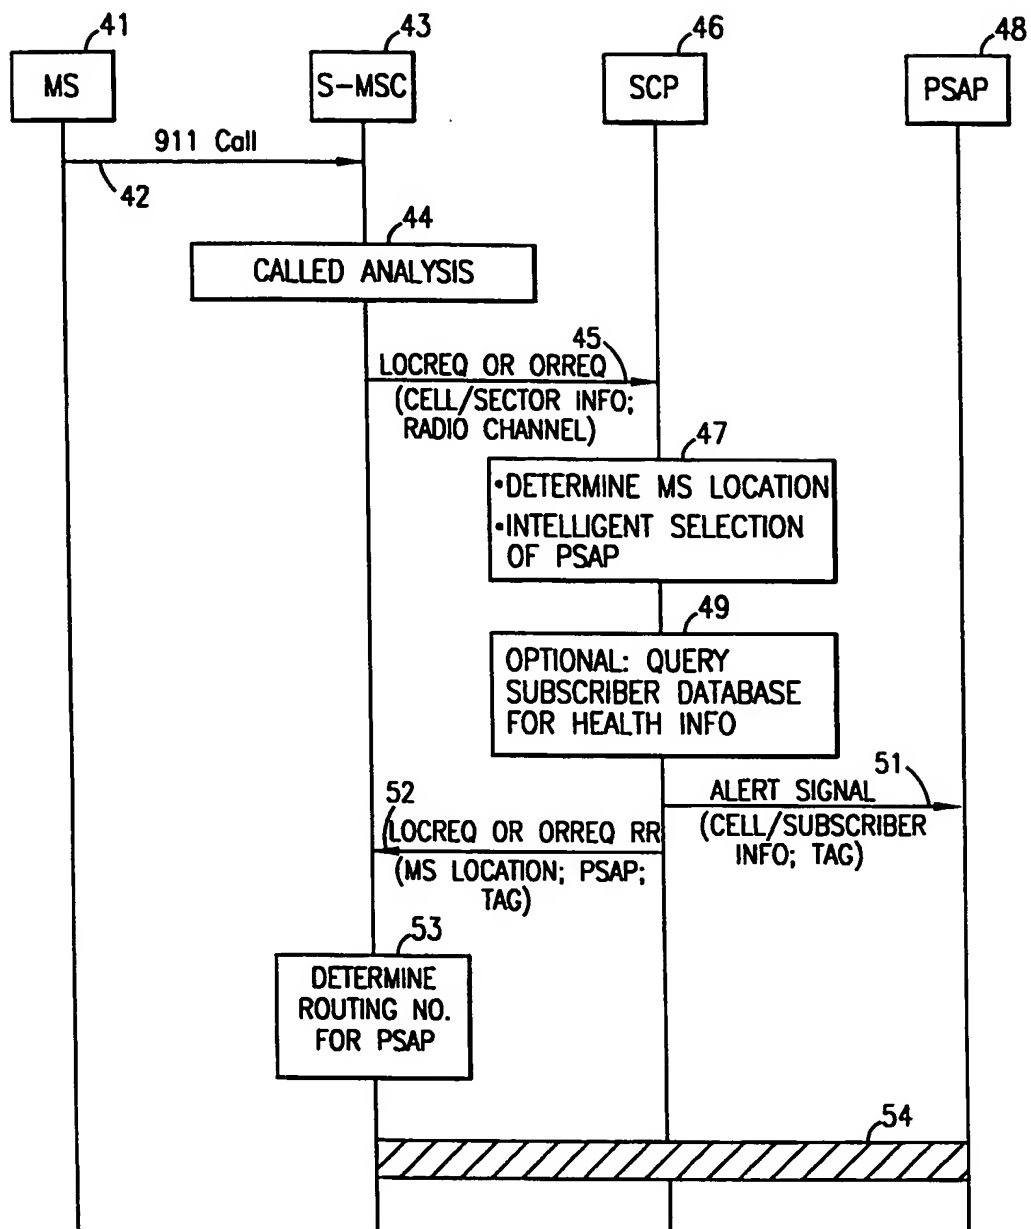 41
43
46
48
MS
S-MSC
SCP
PSAP
911 Call
42
44
CALLED ANALYSIS
45
LOCREQ OR ORREQ
(CELL/SECTOR INFO;
RADIO CHANNEL)
47
•DETERMINE MS LOCATION
•INTELLIGENT SELECTION
OF PSAP
49
OPTIONAL: QUERY
SUBSCRIBER DATABASE
FOR HEALTH INFO
51
ALERT SIGNAL
(CELL/SUBSCRIBER
INFO; TAG)
52
LOCREQ OR ORREQ RR
(MS LOCATION; PSAP;
TAG)
53
DETERMINE
ROUTING NO.
FOR PSAP
54